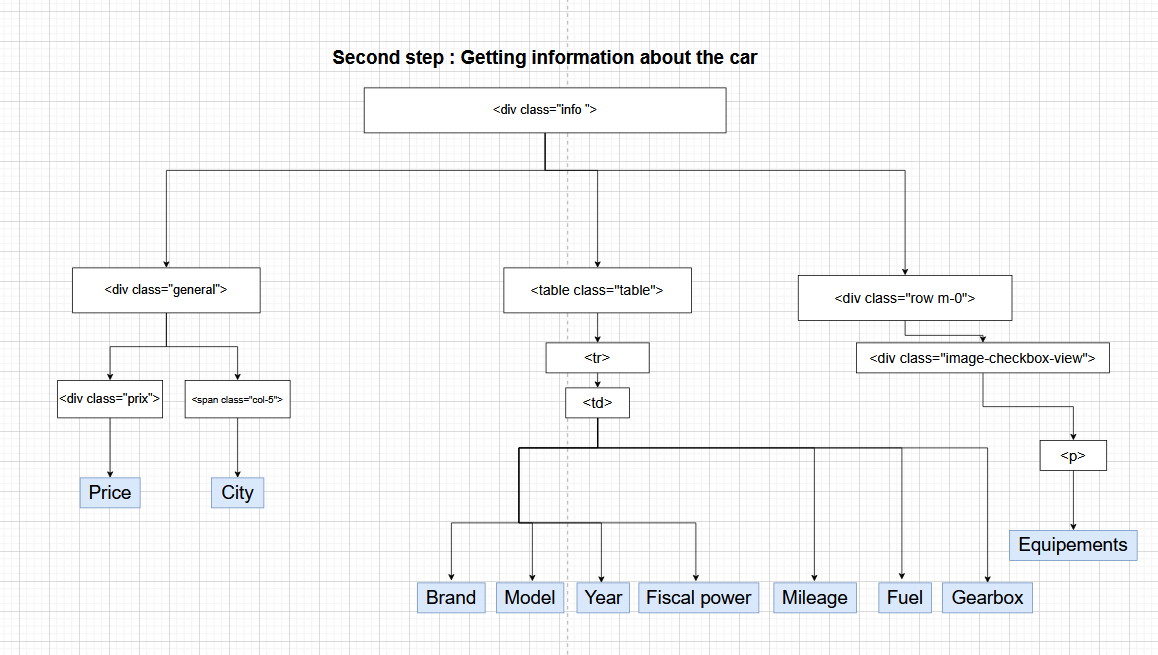 Second step : Getting information about the car
<div class="info ">
<div class="general">
<table class="table">
<div class="row m-0">
<tr>
<div class="image-checkbox-view">
<div class="prix">
<span class="col-5">
<td>
<p>
Price
City
Equipements
Brand
Model
Year
Fiscal power
Mileage
Fuel
Gearbox